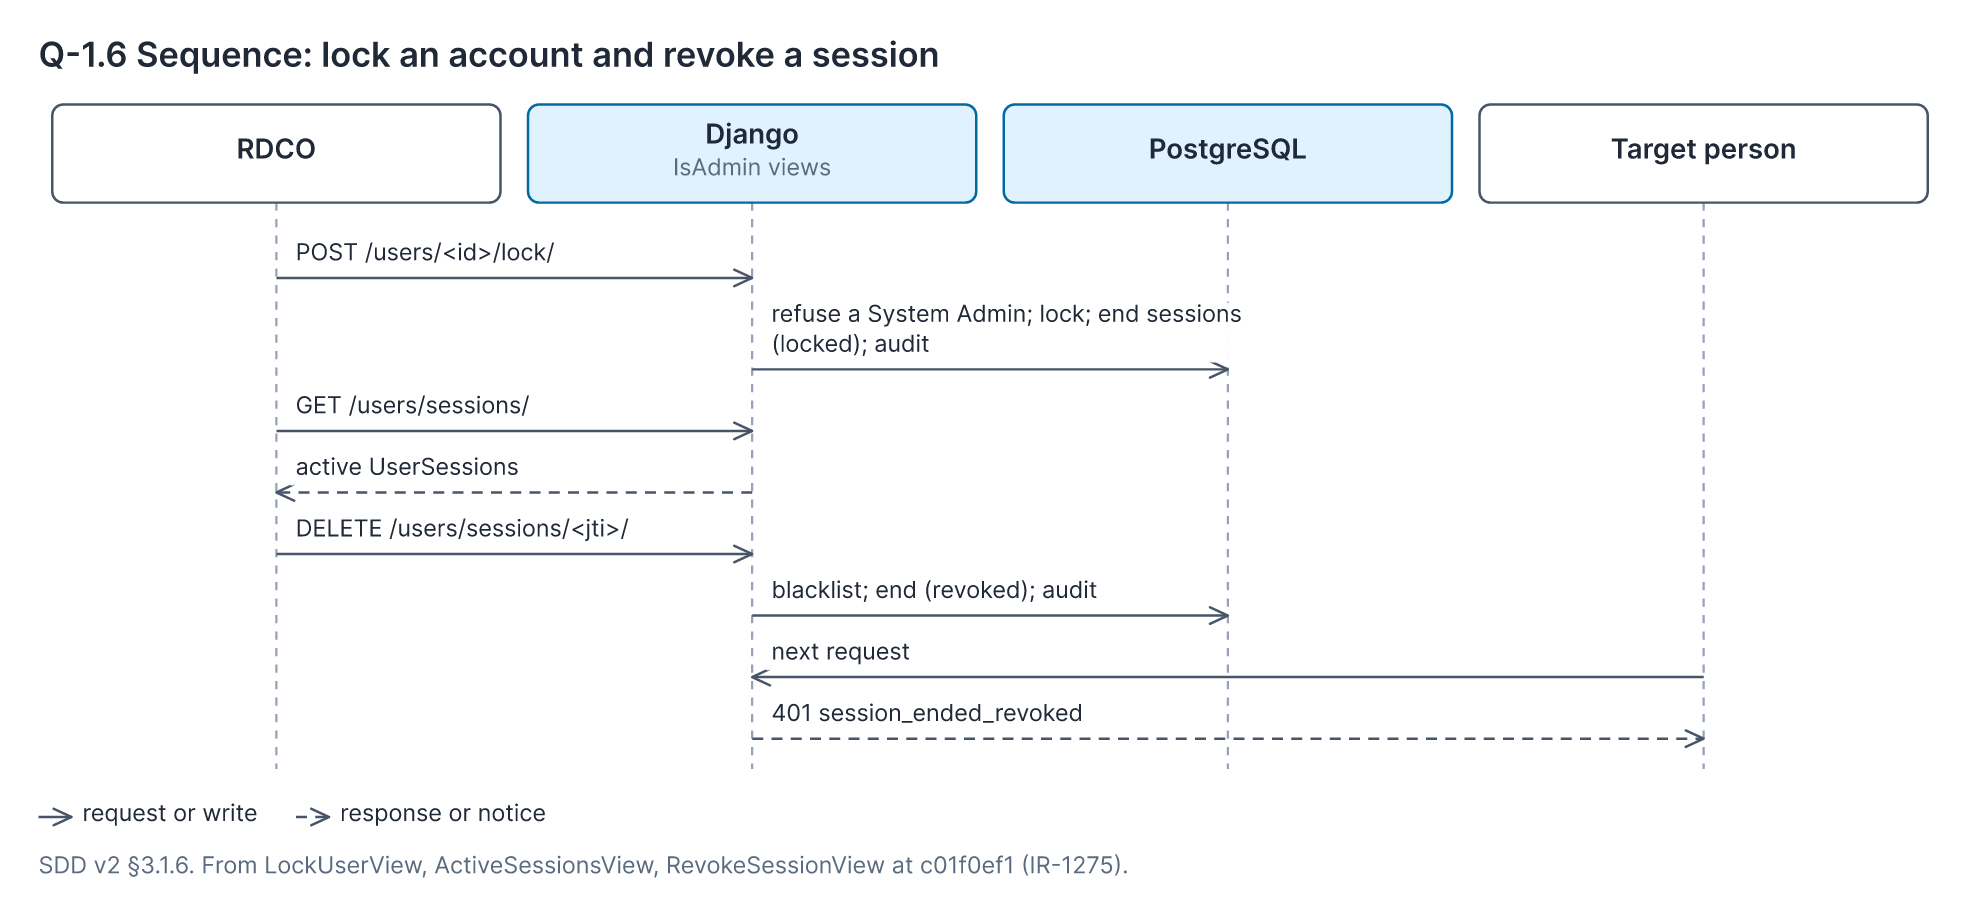 Q-1.6 Sequence: lock an account and revoke a session
RDCO
Django
IsAdmin views
PostgreSQL
Target person
POST /users/<id>/lock/
refuse a System Admin; lock; end sessions
(locked); audit
GET /users/sessions/
active UserSessions
DELETE /users/sessions/<jti>/
blacklist; end (revoked); audit
next request
401 session_ended_revoked
request or write
response or notice
SDD v2 §3.1.6. From LockUserView, ActiveSessionsView, RevokeSessionView at c01f0ef1 (IR-1275).